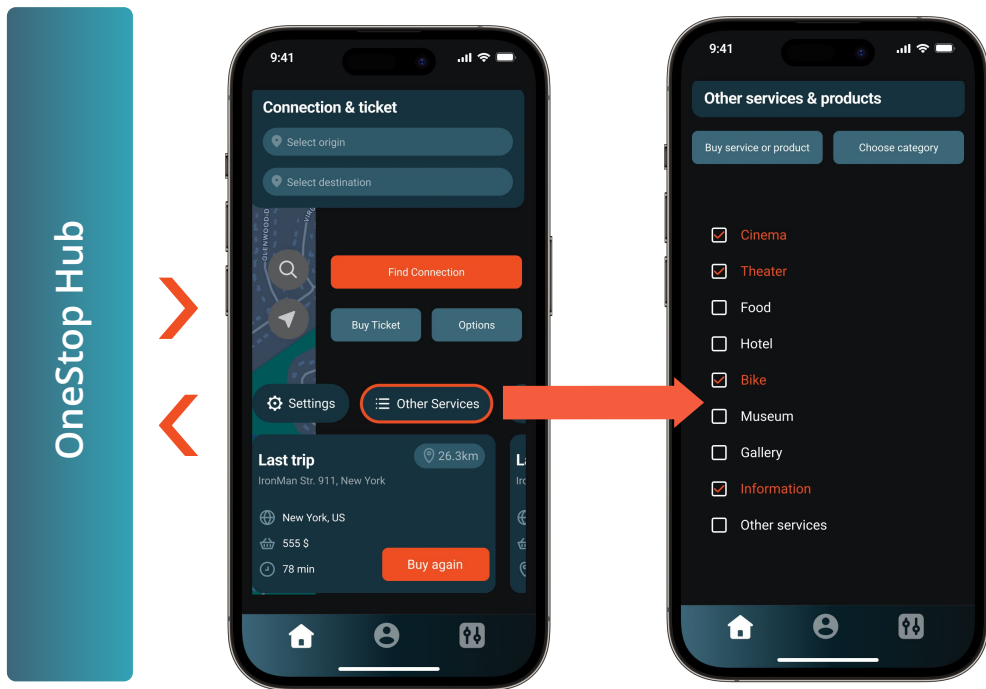 OneStop Hub
9:41
Connection & ticket
Select origin
Select destination
GLENWOOD-D
VIRG
Find Connection
Buy Ticket
Options
Settings
Other Services
Last trip
26.3km
IronMan Str. 911, New York
New York, US
555 $
78 min
Buy again
9:41
Other services & products
Buy service or product
Choose category
Cinema
Theater
Food
Hotel
Bike
Museum
Gallery
Information
Other services